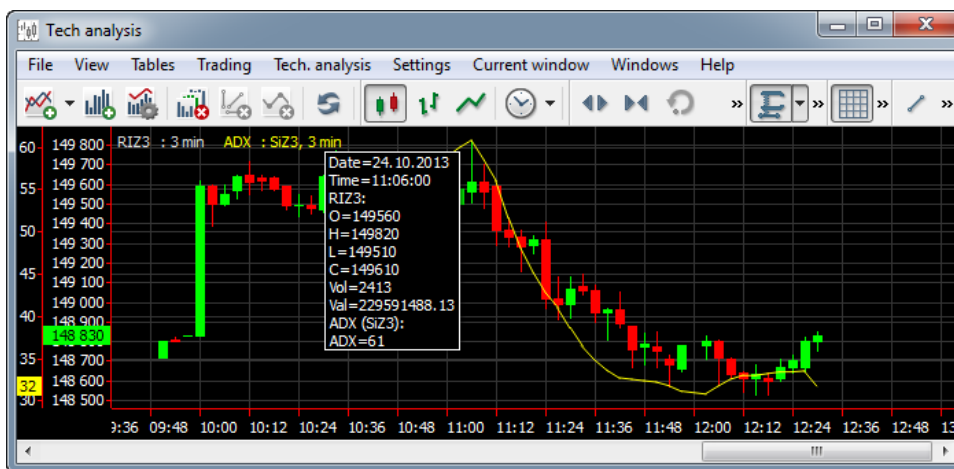 Tech analysis
File View Tables Trading Tech. analysis Settings Current window Windows Help
» » » »
RIZ3 : 3 min ADX : SiZ3, 3 min
Date=24.10.2013
Time=11:06:00
RIZ3:
O=149560
H=149820
L=149510
C=149610
Vol=2413
Val=229591488.13
ADX (SiZ3):
ADX=61
60
55
50
45
40
35
32
30
149 800
149 700
149 600
149 500
149 400
149 300
149 200
149 100
149 000
148 900
148 830
148 700
148 600
148 500
9:36 09:48 10:00 10:12 10:24 10:36 10:48 11:00 11:12 11:24 11:36 11:48 12:00 12:12 12:24 12:36 12:48 13